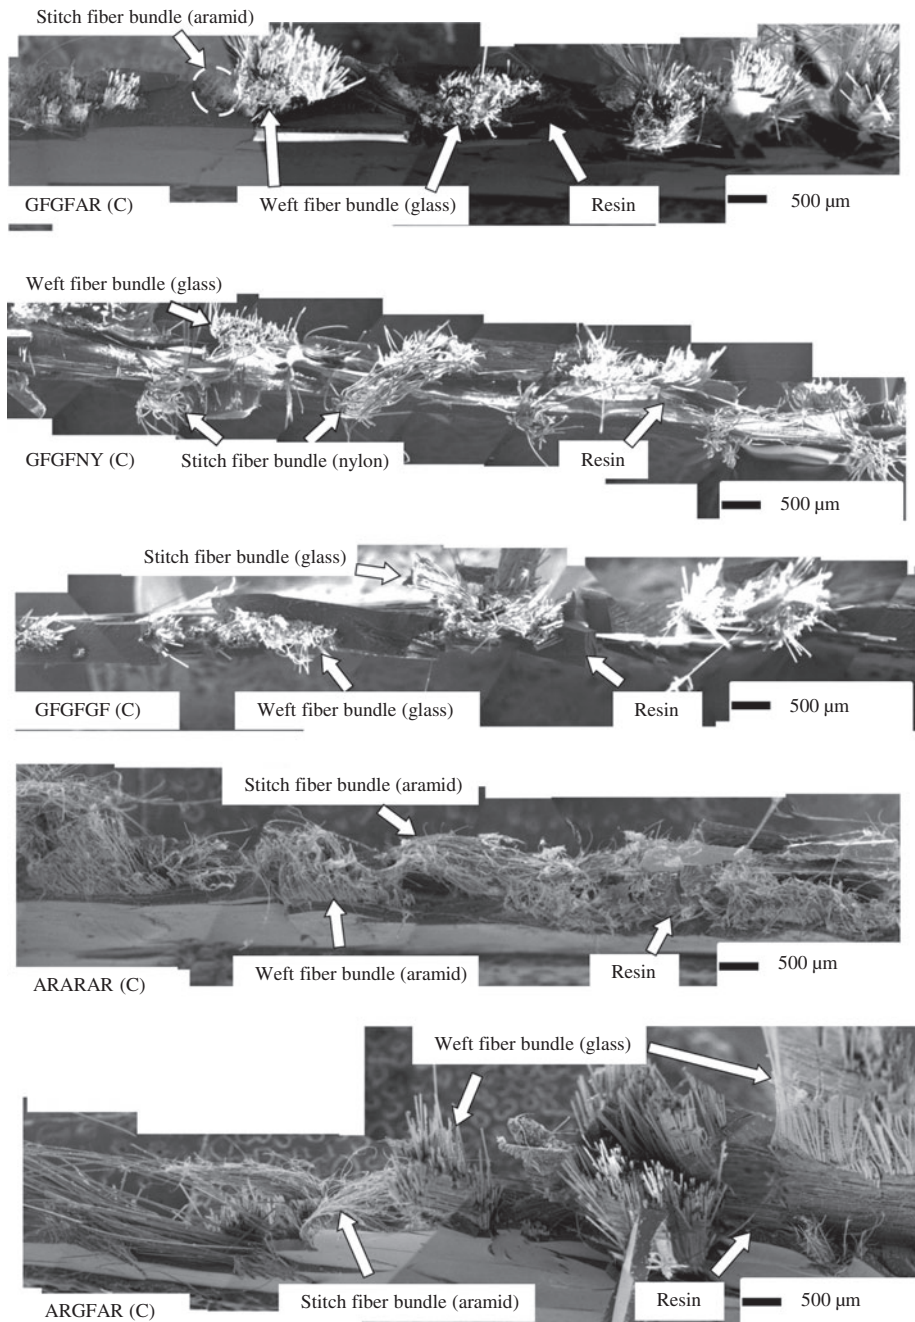 Stitch fiber bundle (aramid)
GFGFAR (C)
Weft fiber bundle (glass)
Resin
500 µm
Weft fiber bundle (glass)
GFGFNY (C)
Stitch fiber bundle (nylon)
Resin
500 µm
Stitch fiber bundle (glass)
GFGFGF (C)
Weft fiber bundle (glass)
Resin
500 µm
Stitch fiber bundle (aramid)
Weft fiber bundle (aramid)
Resin
500 µm
ARARAR (C)
Weft fiber bundle (glass)
ARGFAR (C)
Stitch fiber bundle (aramid)
Resin
500 µm